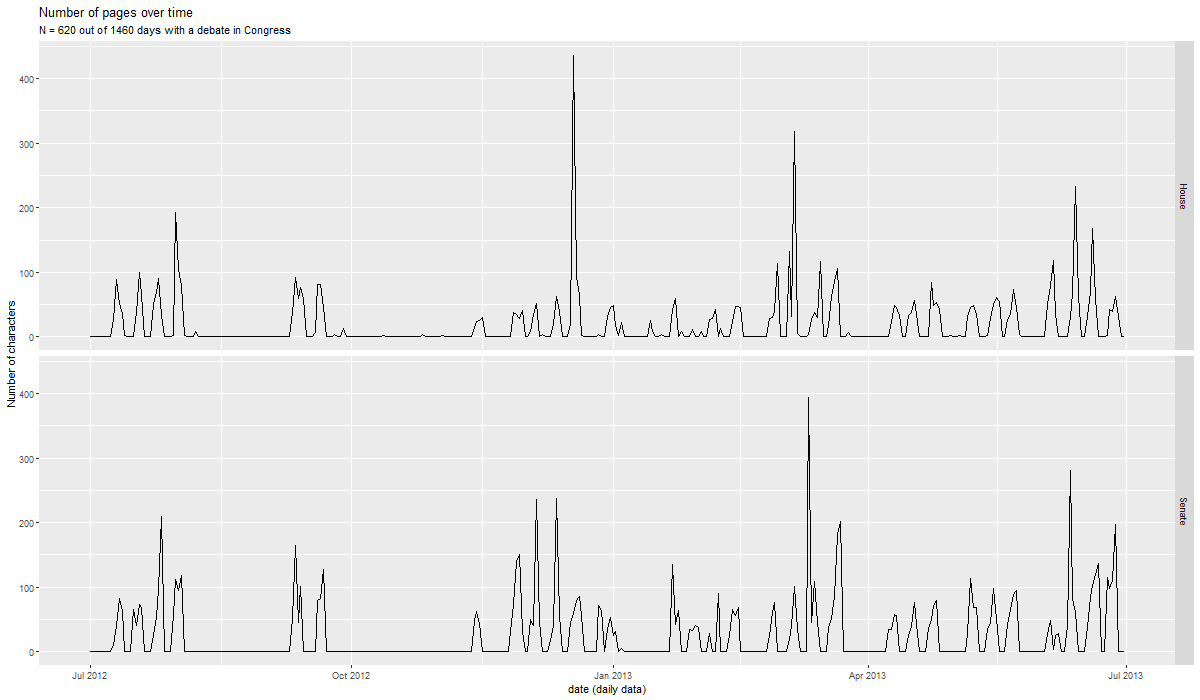 Number of pages over time
N = 620 out of 1460 days with a debate in Congress
400
300
200
100
0
House
Number of characters
400
300
200
100
0
Senate
Jul 2012
Oct 2012
Jan 2013
Apr 2013
Jul 2013
date (daily data)